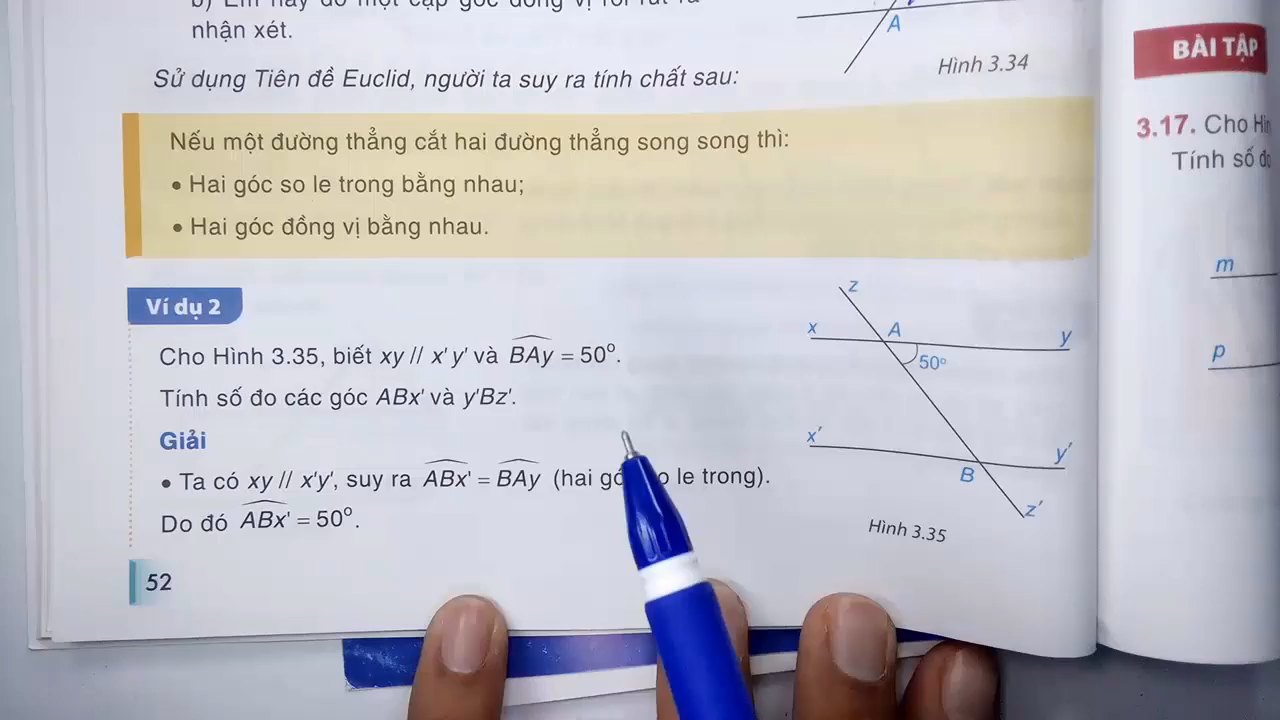 nhận xét.
A
Hình 3.34
Sử dụng Tiên đề Euclid, người ta suy ra tính chất sau:
Nếu một đường thẳng cắt hai đường thẳng song song thì:
• Hai góc so le trong bằng nhau;
• Hai góc đồng vị bằng nhau.
Ví dụ 2
Cho Hình 3.35, biết xy // x'y' và BAy = 50°.
Tính số đo các góc ABx' và y'Bz'.
Giải
• Ta có xy // x'y', suy ra ABx' = BAy (hai le trong).
Do đó ABx' = 50°.
z
x A y
50°
x' y'
B
z'
Hình 3.35
52
BÀI TẬP
3.17. Cho
Tính số
m
p